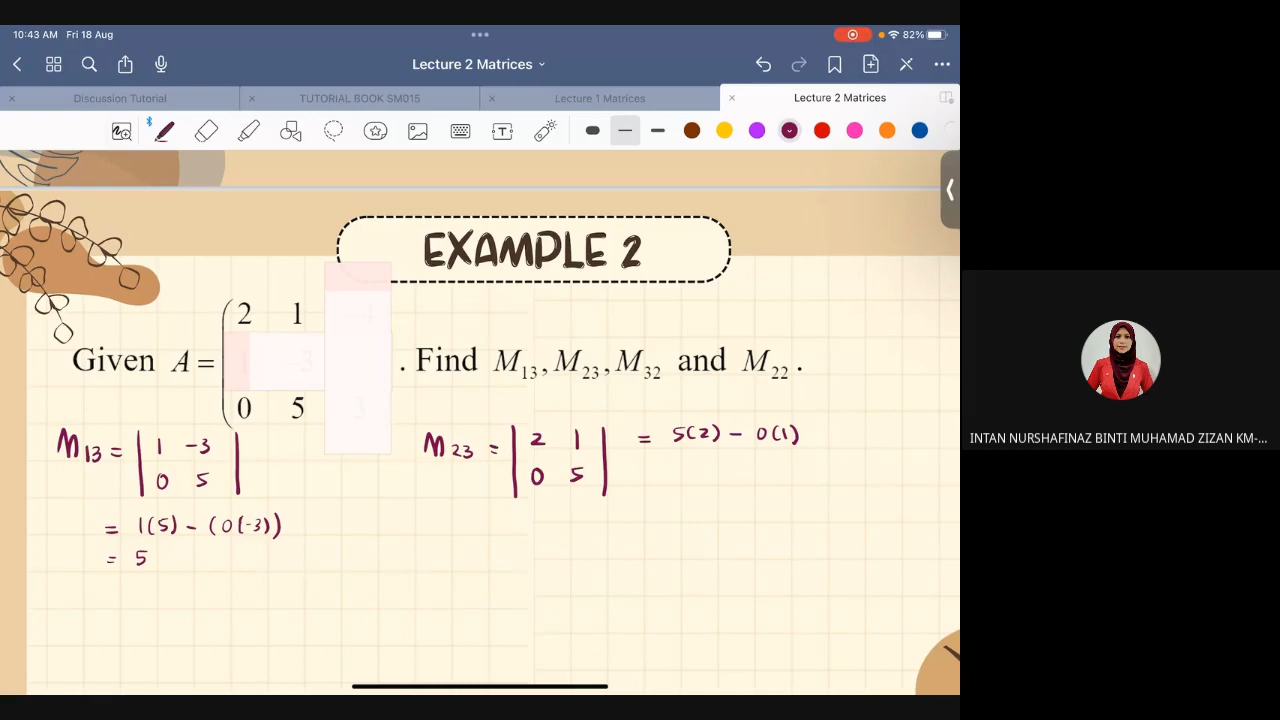 10:43 AM Fri 18 Aug
82%
Lecture 2 Matrices
Discussion Tutorial
TUTORIAL BOOK SM015
Lecture 1 Matrices
Lecture 2 Matrices
EXAMPLE 2
2 1
Given A = 1 -3 . Find M13, M23, M32 and M22.
0 5 3
M13 = | 1 -3 |
| 0 5 |
= 1(5) - (0(-3))
= 5
M23 = | 2 1 | = 5(2) - 0(1)
| 0 5 |
INTAN NURSHAFINAZ BINTI MUHAMAD ZIZAN KM-...